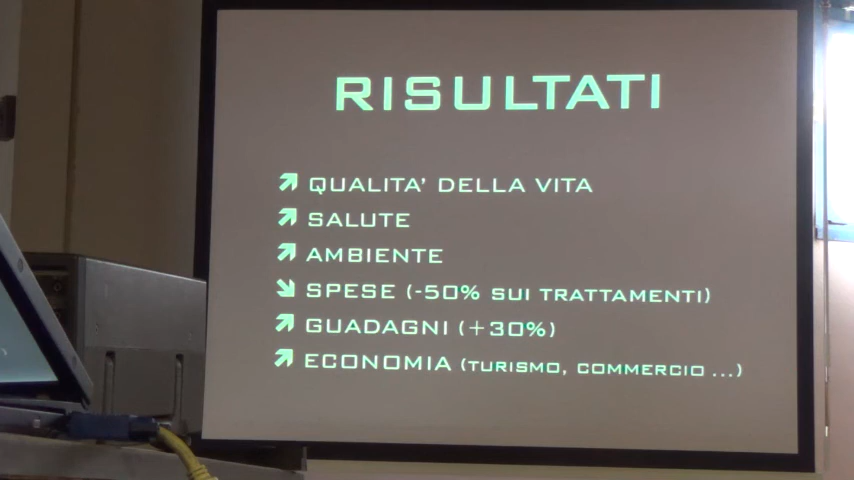 RISULTATI
QUALITA' DELLA VITA
SALUTE
AMBIENTE
SPESE (-50% SUI TRATTAMENTI)
GUADAGNI (+30%)
ECONOMIA (TURISMO, COMMERCIO ...)